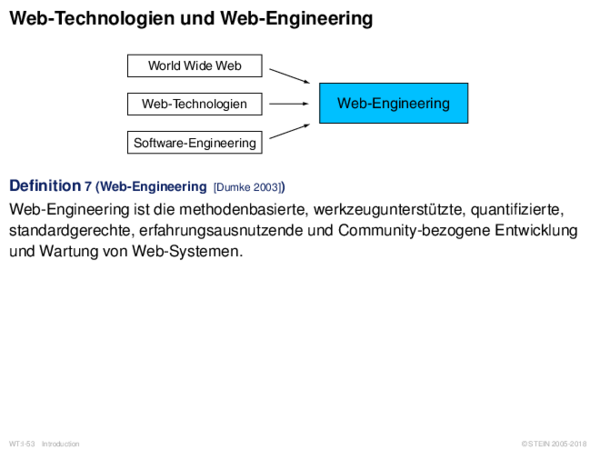 Web-Technologien und Web-Engineering
World Wide Web
Web-Technologien
Software-Engineering
Web-Engineering
Definition 7 (Web-Engineering [Dumke 2003])
Web-Engineering ist die methodenbasierte, werkzeugunterstützte, quantifizierte,
standardgerechte, erfahrungsausnutzende und Community-bezogene Entwicklung
und Wartung von Web-Systemen.
WT:I-53 Introduction
© STEIN 2005-2018